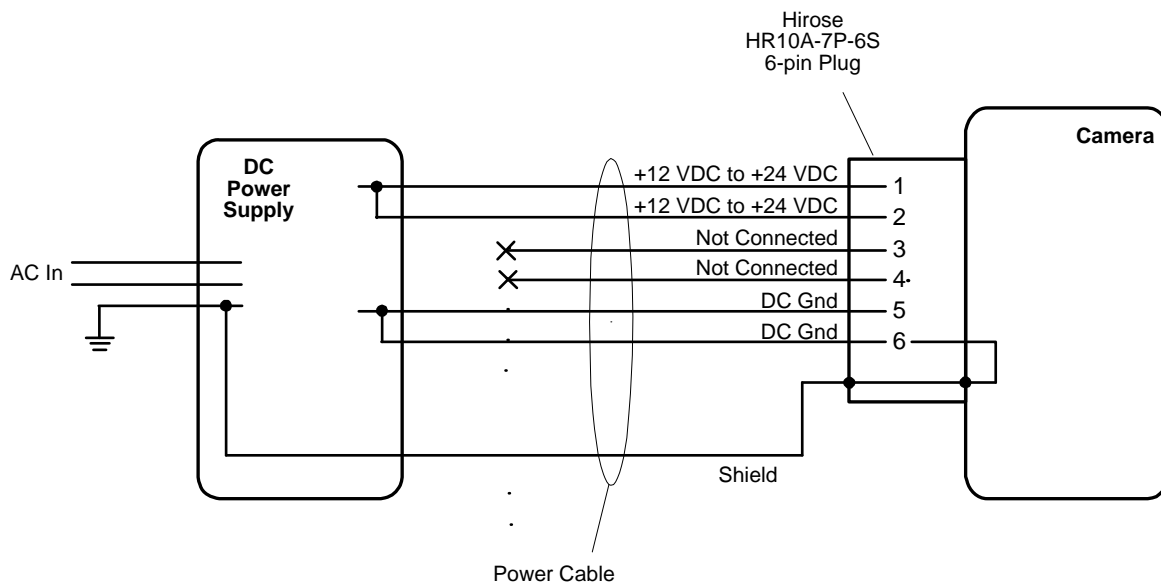 Hirose
HR10A-7P-6S
6-pin Plug
Camera
DC
Power
Supply
+12 VDC to +24 VDC
1
+12 VDC to +24 VDC
2
Not Connected
3
Not Connected
4
AC In
DC Gnd
5
DC Gnd
6
Shield
Power Cable